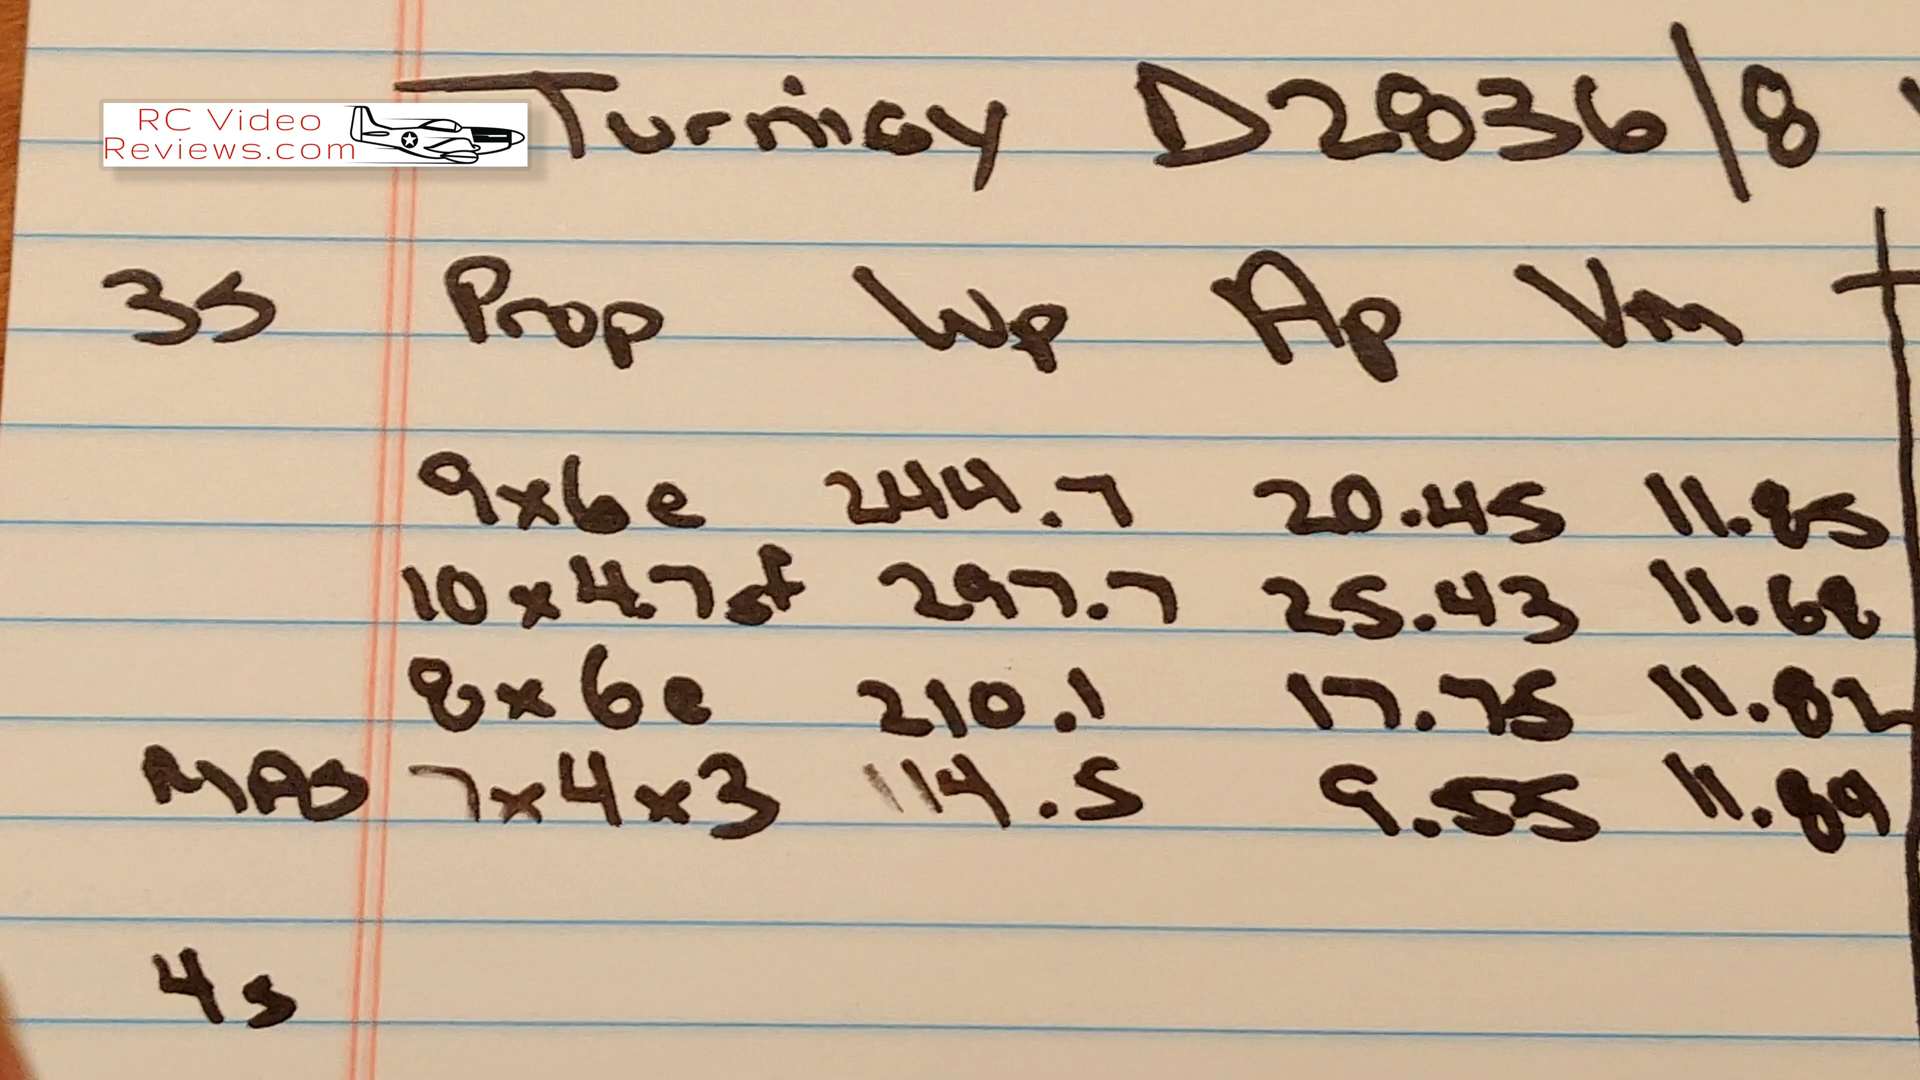 RC Video
Reviews.com
Turnigy D2836/8
3s Prop Wp Ap Vm
9x6e 244.7 20.45 11.85
10x4.7sf 297.7 25.43 11.68
8x6e 210.1 17.75 11.82
MAS 7x4x3 114.5 9.55 11.89
4s